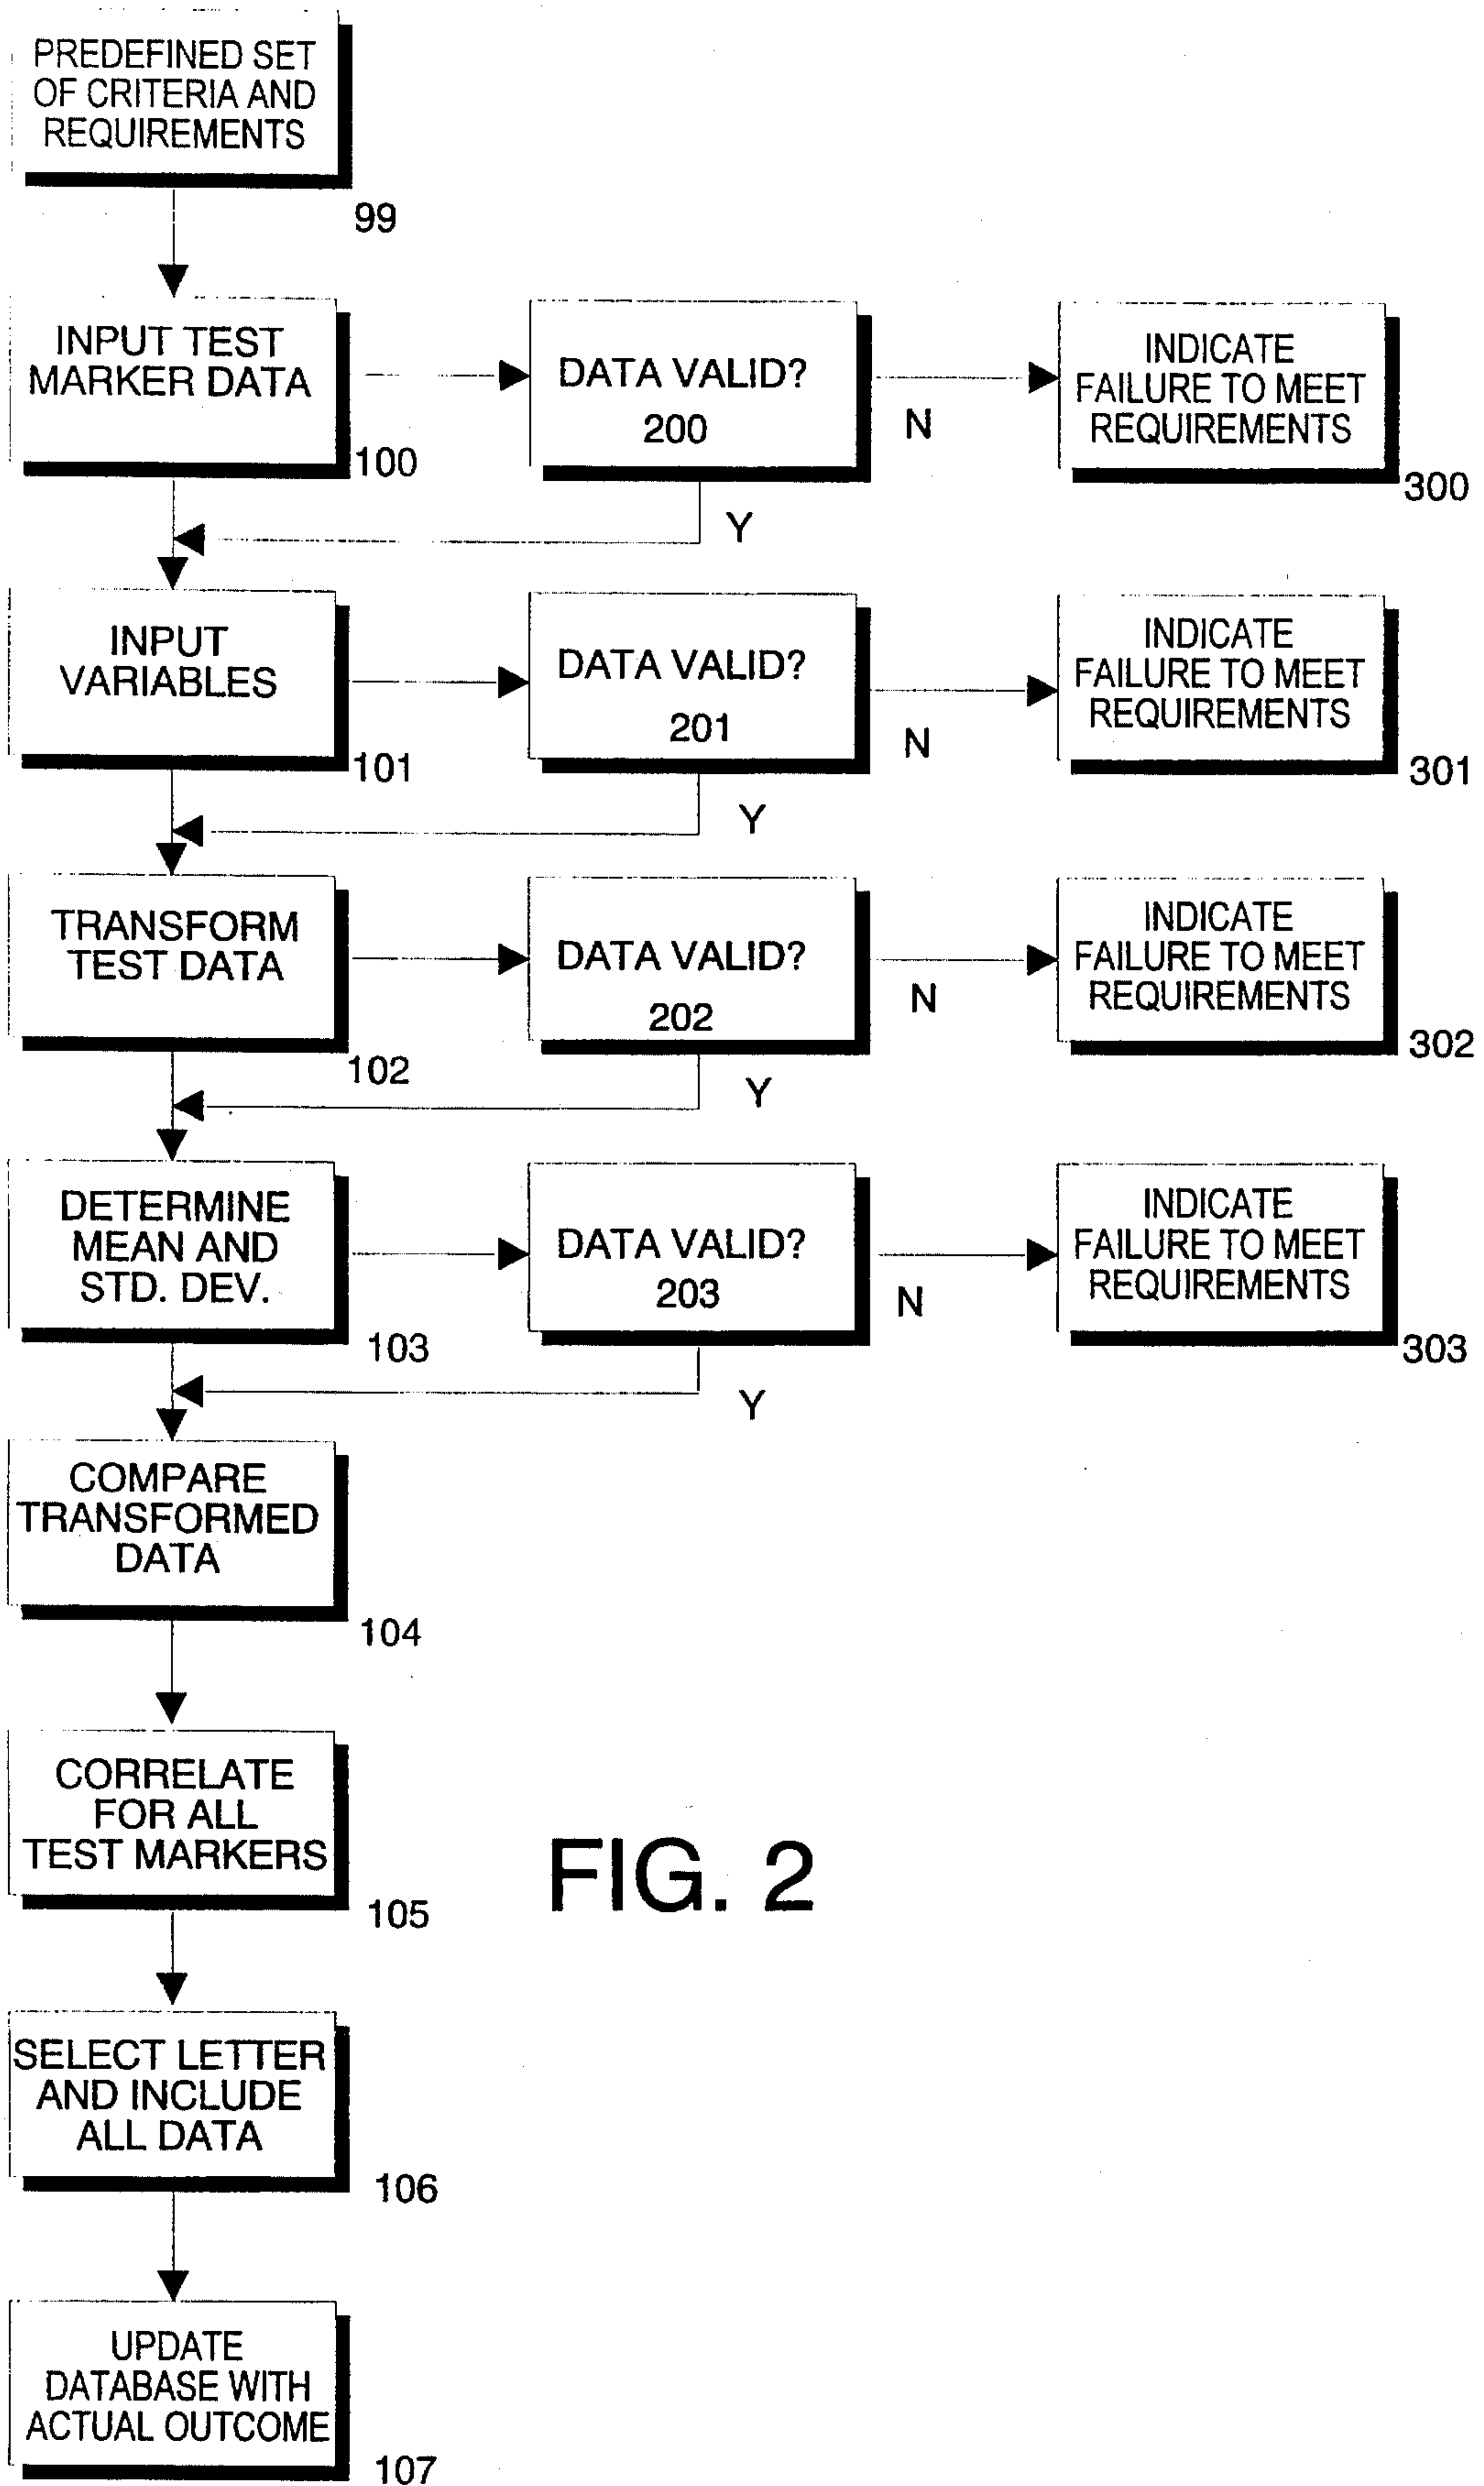 PREDEFINED SET
OF CRITERIA AND
REQUIREMENTS
99
INPUT TEST
MARKER DATA
100
DATA VALID?
200
N
Y
INDICATE
FAILURE TO MEET
REQUIREMENTS
300
INPUT
VARIABLES
101
DATA VALID?
201
N
Y
INDICATE
FAILURE TO MEET
REQUIREMENTS
301
TRANSFORM
TEST DATA
102
DATA VALID?
202
N
Y
INDICATE
FAILURE TO MEET
REQUIREMENTS
302
DETERMINE
MEAN AND
STD. DEV.
103
DATA VALID?
203
N
Y
INDICATE
FAILURE TO MEET
REQUIREMENTS
303
COMPARE
TRANSFORMED
DATA
104
CORRELATE
FOR ALL
TEST MARKERS
105
FIG. 2
SELECT LETTER
AND INCLUDE
ALL DATA
106
UPDATE
DATABASE WITH
ACTUAL OUTCOME
107